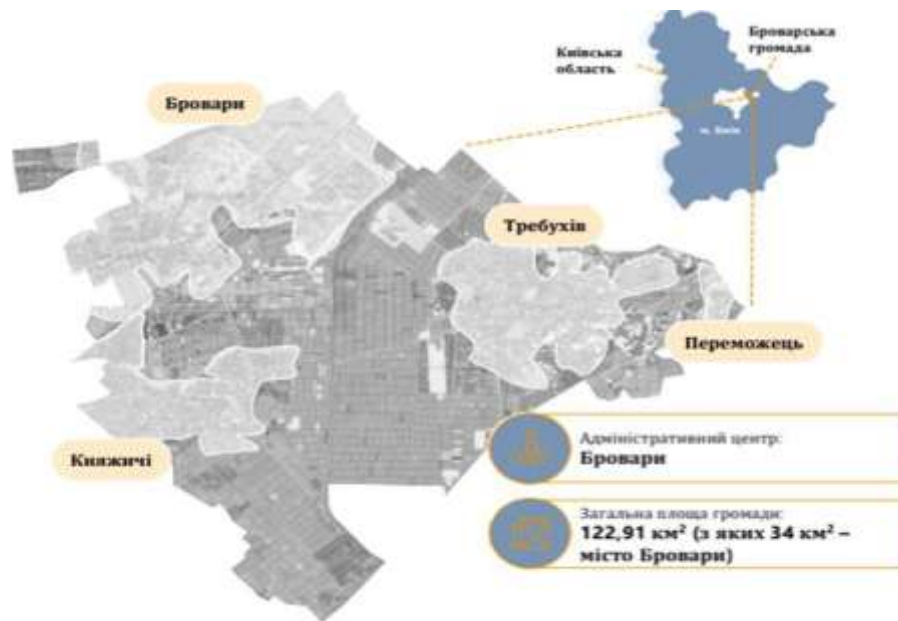 Броварська
громада
Київська
область
м. Київ
Бровари
Требухів
Переможець
Княжичі
Адміністративний центр:
Бровари
Загальна площа громади:
122,91 км² (з яких 34 км² –
місто Бровари)